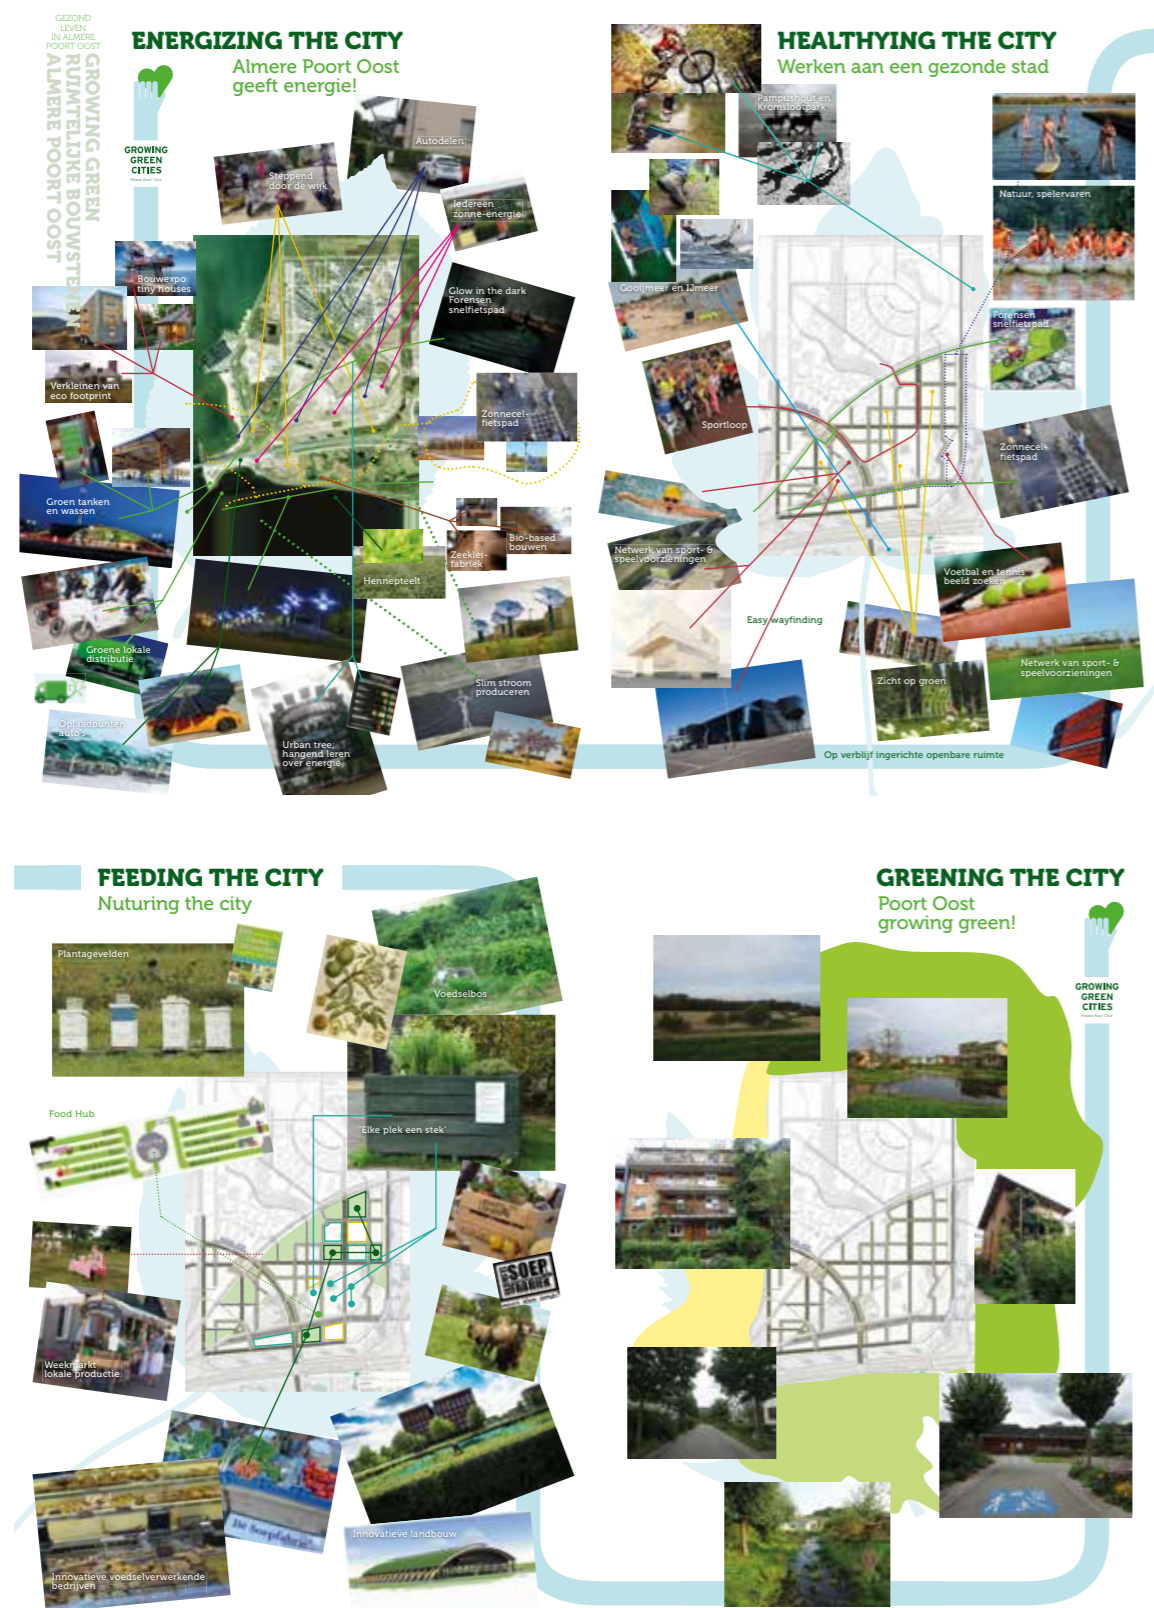 GEZOND
LEVEN
IN ALMERE
POORT OOST
GROWING GREEN
RUIMTELIJKE BOUWSTENEN
ALMERE POORT OOST
ENERGIZING THE CITY
Almere Poort Oost
geeft energie!
GROWING
GREEN
CITIES
Autodelen
Steppend
door de wijk
Iedereen
zonne-energie
Bouwexpo
tiny houses
Glow in the dark
Forensen
snelfietspad
Verkleinen van
eco footprint
Zonnecel-
fietspad
Groen tanken
en wassen
Bio-based
bouwen
Zeeklei-
fabriek
Hennepteelt
Groene lokale
distributie
Slim stroom
produceren
Oplaadpunten
auto's
Urban tree;
hangend leren
over energie
HEALTHYING THE CITY
Werken aan een gezonde stad
Pampushout en
Kromslootpark
Natuur, spelervaren
Gooijmeer en IJmeer
Forensen
snelfietspad
Sportloop
Zonnecel-
fietspad
Netwerk van sport- &
speelvoorzieningen
Voetbal en tennis
beeld zoeken
Easy wayfinding
Netwerk van sport- &
speelvoorzieningen
Zicht op groen
Op verblijf ingerichte openbare ruimte
FEEDING THE CITY
Nuturing the city
Plantagevelden
Voedselbos
Food Hub
'Elke plek een stek'
SOEP
FABRIEK
Weekmarkt
lokale productie
De Soepfabriek
Innovatieve landbouw
Innovatieve voedselverwerkende
bedrijven
GREENING THE CITY
Poort Oost
growing green!
GROWING
GREEN
CITIES